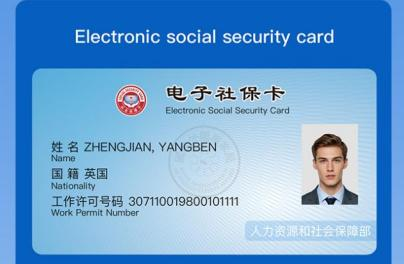 Electronic social security card
电子社保卡
Electronic Social Security Card
姓 名 ZHENGJIAN, YANGBEN
Name
国 籍 英国
Nationality
工作许可号码 307110019800101111
Work Permit Number
人力资源和社会保障部